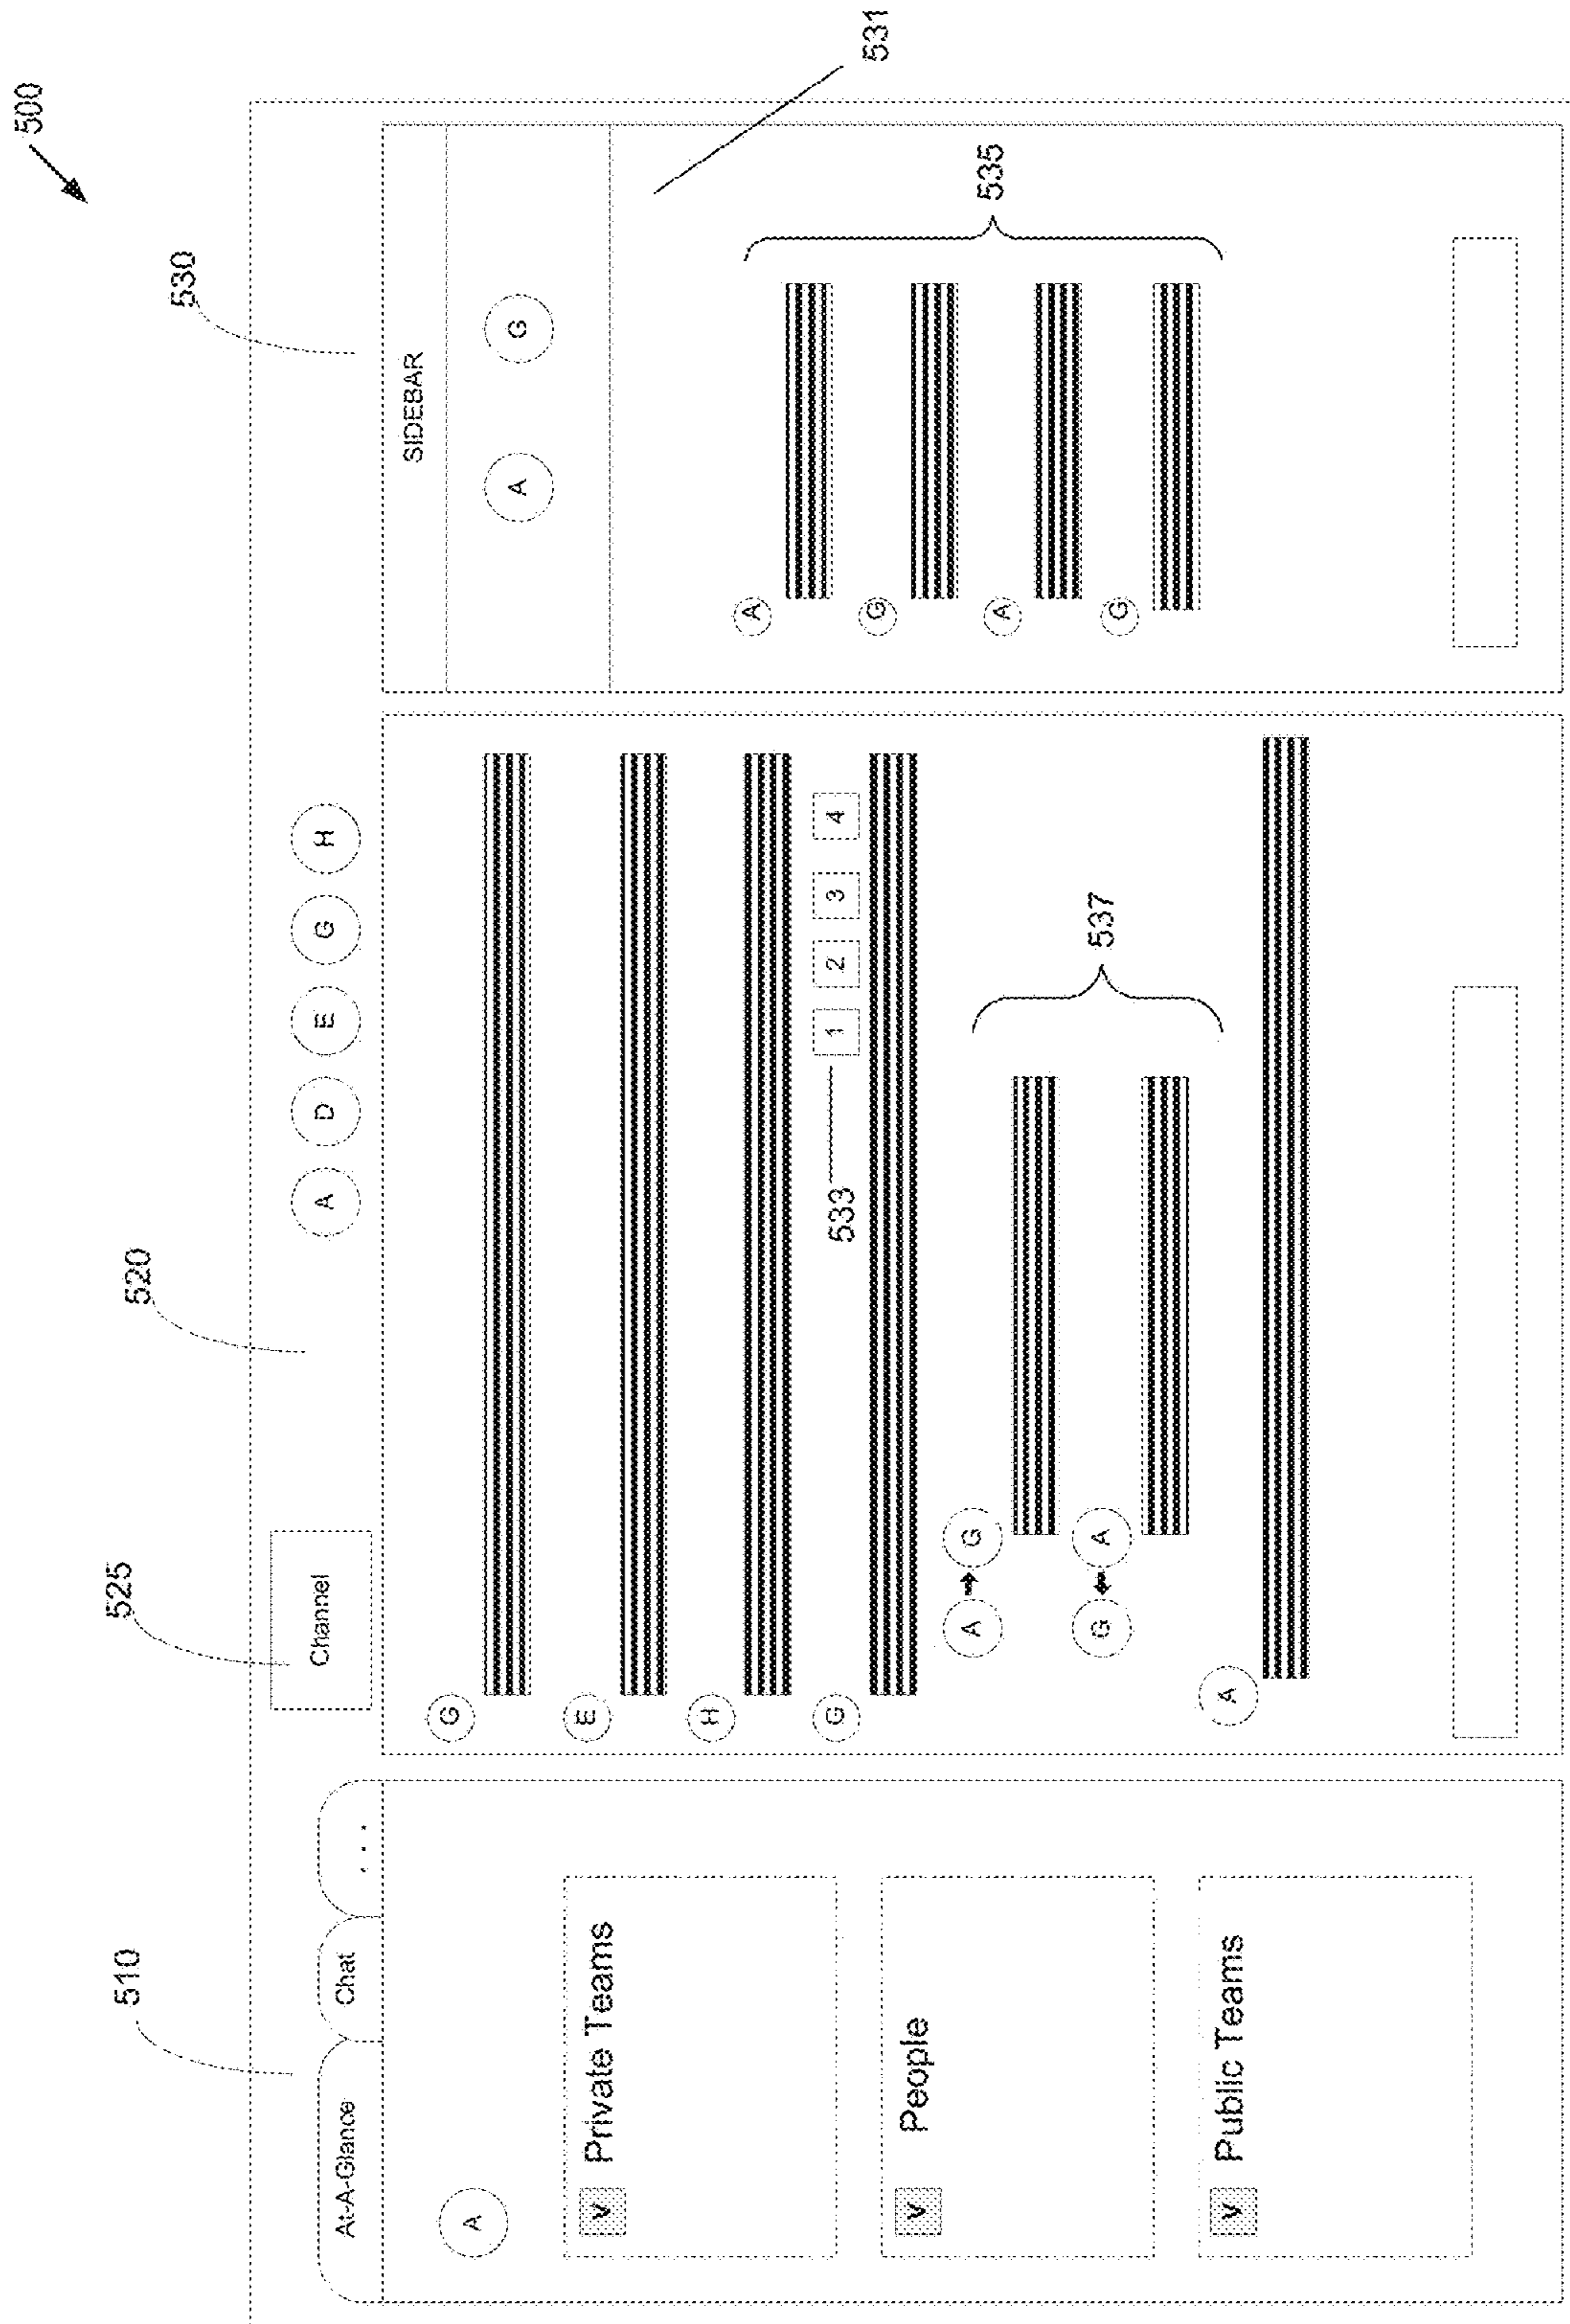 500
510
525
520
530
At-A-Glance
Chat
. . .
Channel
A
D
E
G
H
SIDEBAR
A
A
G
531
V Private Teams
V People
V Public Teams
G
E
H
G
533
1
2
3
4
A
G
G
A
537
A
A
G
A
G
535